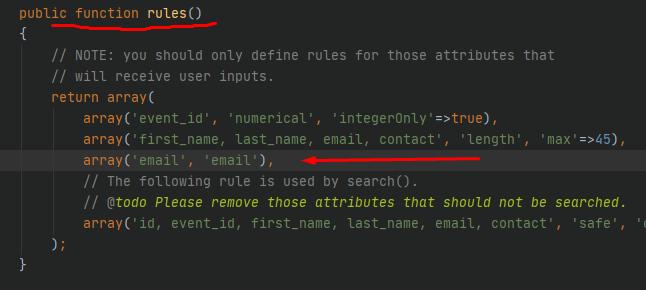 public function rules()
{
// NOTE: you should only define rules for those attributes that
// will receive user inputs.
return array(
array('event_id', 'numerical', 'integerOnly'=>true),
array('first_name, last_name, email, contact', 'length', 'max'=>45),
array('email', 'email'),
// The following rule is used by search().
// @todo Please remove those attributes that should not be searched.
array('id, event_id, first_name, last_name, email, contact', 'safe', '
);
}